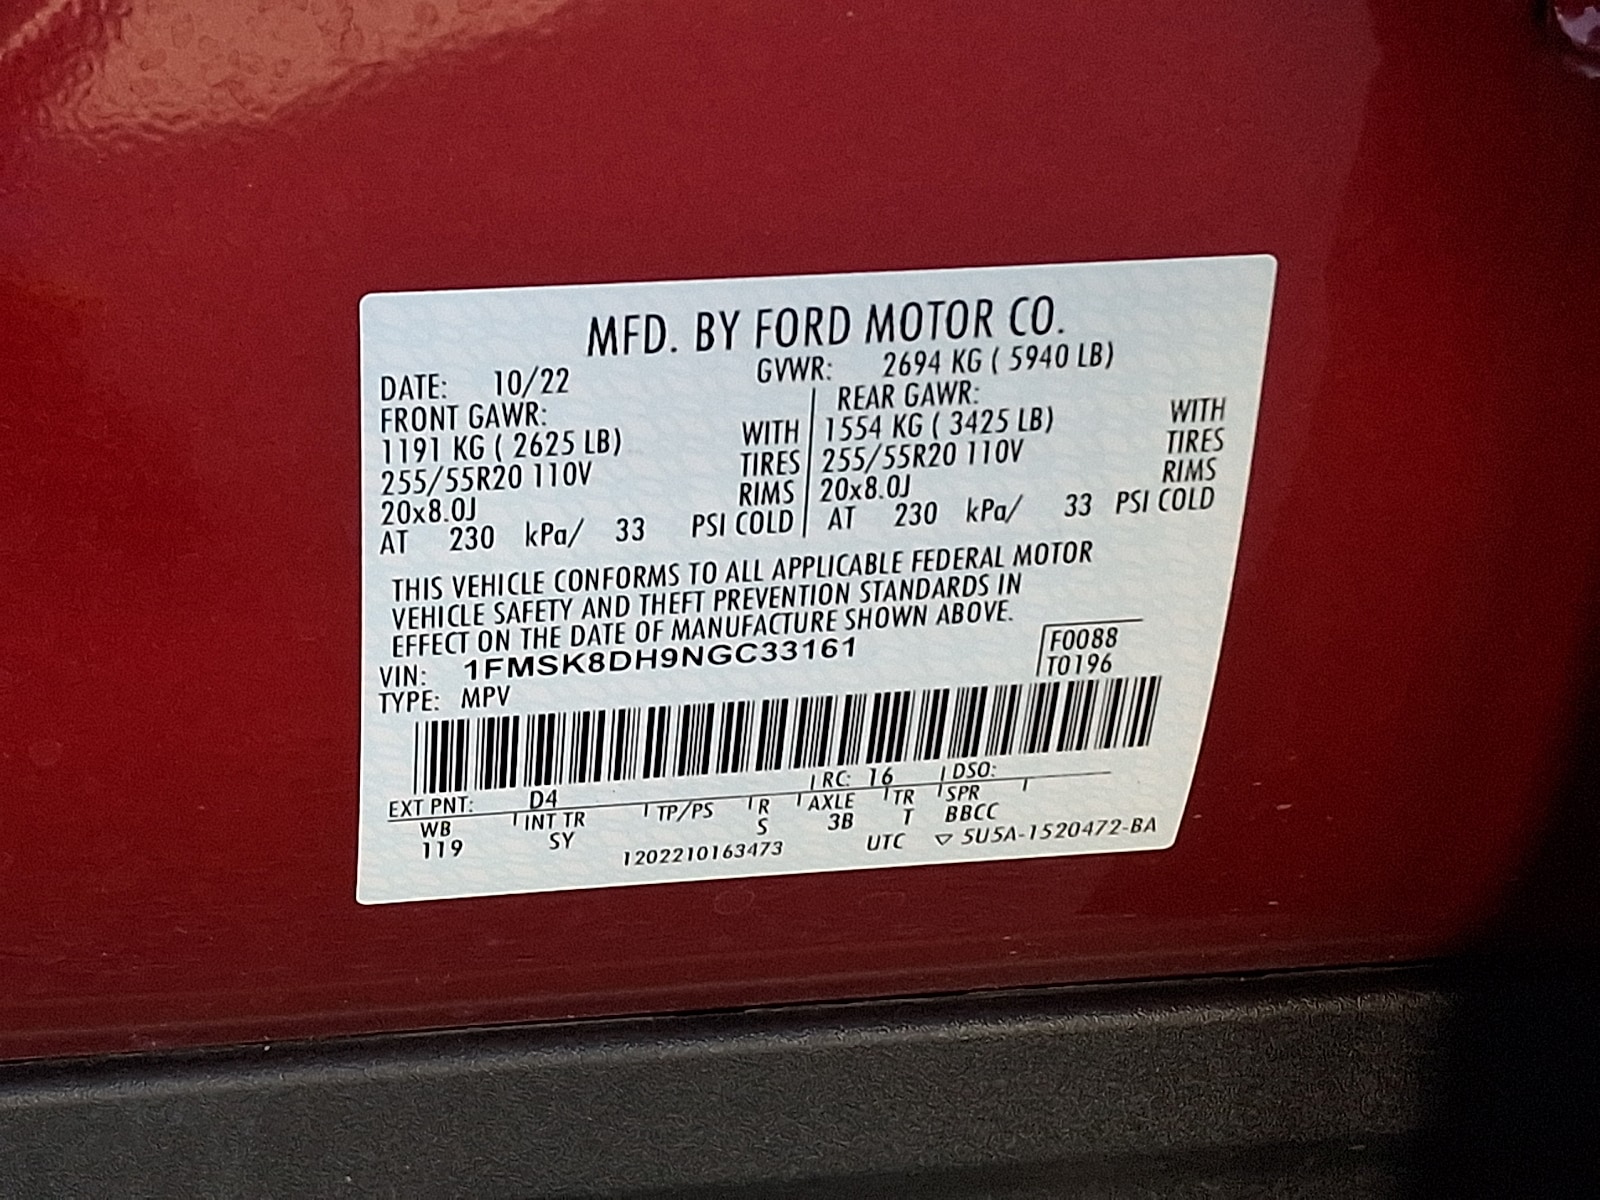 MFD. BY FORD MOTOR CO.
DATE: 10/22 GVWR: 2694 KG ( 5940 LB)
FRONT GAWR: REAR GAWR:
1191 KG ( 2625 LB) WITH 1554 KG ( 3425 LB) WITH
255/55R20 110V TIRES 255/55R20 110V TIRES
20x8.0J RIMS 20x8.0J RIMS
AT 230 kPa/ 33 PSI COLD AT 230 kPa/ 33 PSI COLD
THIS VEHICLE CONFORMS TO ALL APPLICABLE FEDERAL MOTOR
VEHICLE SAFETY AND THEFT PREVENTION STANDARDS IN
EFFECT ON THE DATE OF MANUFACTURE SHOWN ABOVE.
VIN: 1FMSK8DH9NGC33161 F0088
TYPE: MPV T0196
EXT PNT: D4 RC: 16 DSO:
WB INT TR TP/PS R AXLE TR SPR
119 SY S 3B T BBCC
1202210163473 UTC ▽ 5U5A-1520472-BA